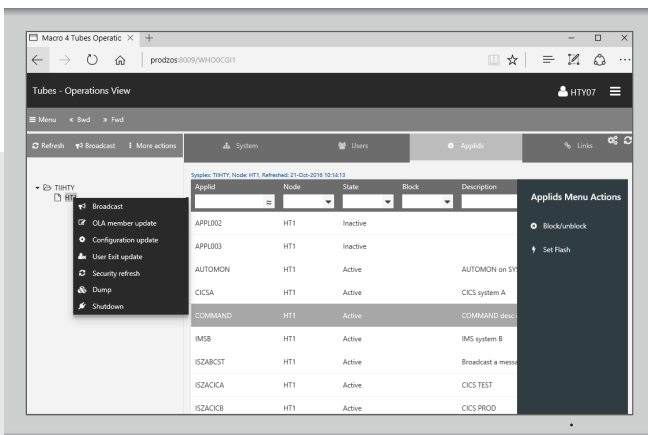 Macro 4 Tubes Operatic
prodzos:6009/WHO0CGI1
Tubes - Operations View
HTY07
Menu « Bwd » Fwd
Refresh Broadcast More actions
System Users Applids Links
Sysplex: TIIHTY, Node: HT1, Refreshed: 21-Oct-2018 10:14:13
TIIHTY
HT1
Broadcast
OLA member update
Configuration update
User Exit update
Security refresh
Dump
Shutdown
Applid Node State Block Description
APPL002 HT1 Inactive
APPL003 HT1 Inactive
AUTOMON HT1 Active AUTOMON on SYS
CICSA HT1 Active CICS system A
COMMAND HT1 Active COMMAND desc
IMSB HT1 Active IMS system B
ISZABCST HT1 Active Broadcast a messa
ISZACICA HT1 Active CICS TEST
ISZACICB HT1 Active CICS PROD
Applids Menu Actions
Block/unblock
Set Flash